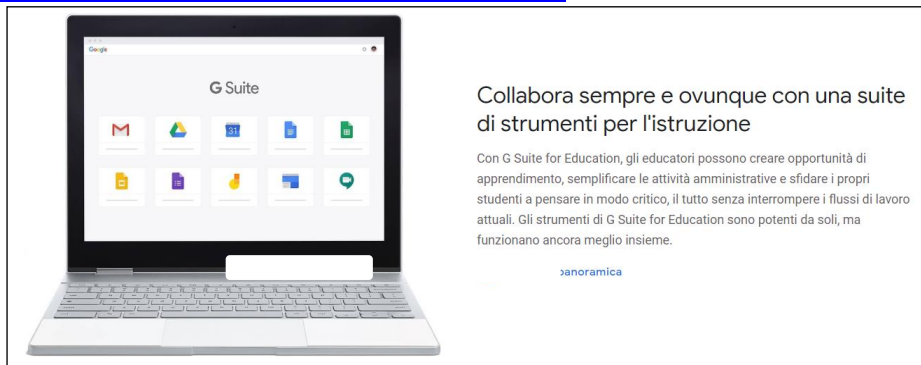 Google
G Suite
31
Collabora sempre e ovunque con una suite
di strumenti per l'istruzione
Con G Suite for Education, gli educatori possono creare opportunità di
apprendimento, semplificare le attività amministrative e sfidare i propri
studenti a pensare in modo critico, il tutto senza interrompere i flussi di lavoro
attuali. Gli strumenti di G Suite for Education sono potenti da soli, ma
funzionano ancora meglio insieme.
panoramica